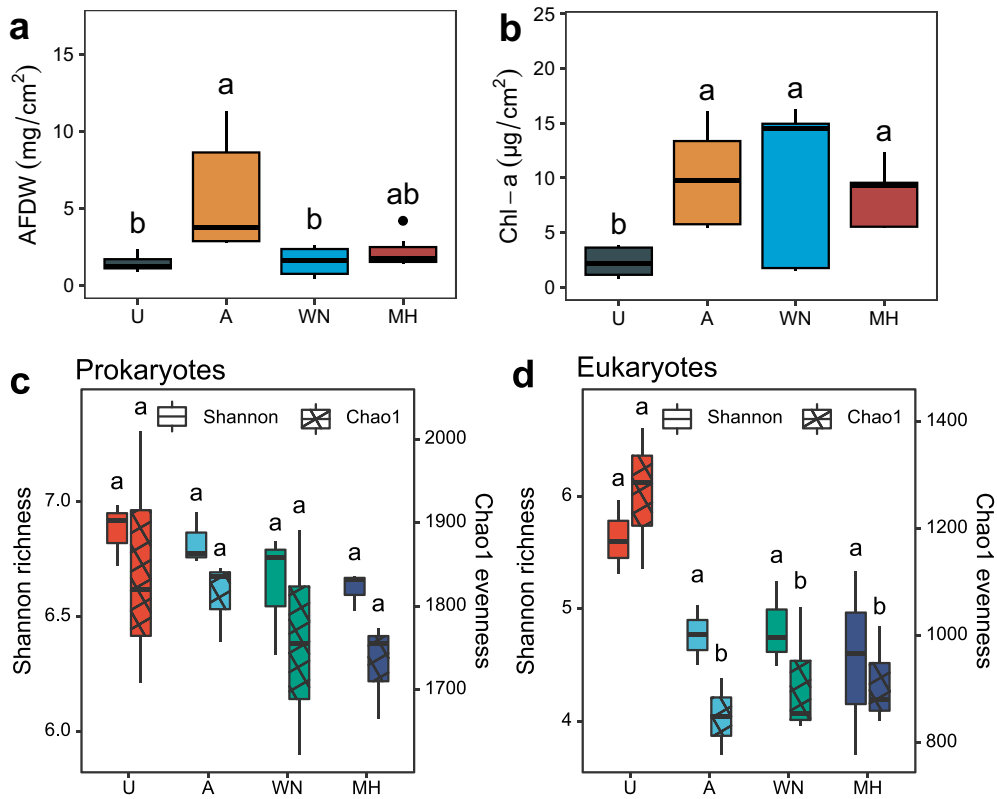 a
AFDW (mg/cm²)
15
10
5
0
b
a
b
ab
U
A
WN
MH
b
Chl − a (μg/cm²)
25
20
15
10
5
0
b
a
a
a
U
A
WN
MH
c
Prokaryotes
Shannon
Chao1
Shannon richness
7.0
6.5
6.0
a
a
a
a
a
a
a
a
2000
1900
1800
1700
Chao1 evenness
U
A
WN
MH
d
Eukaryotes
Shannon
Chao1
Shannon richness
6
5
4
a
a
a
b
a
b
a
b
1400
1200
1000
800
Chao1 evenness
U
A
WN
MH